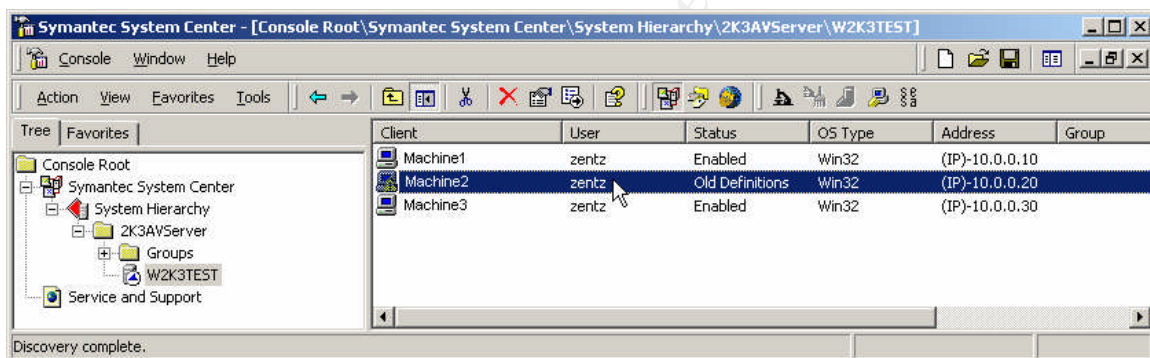 Symantec System Center - [Console Root\Symantec System Center\System Hierarchy\2K3AVServer\W2K3TEST]
Console Window Help
Action View Favorites Tools
Tree Favorites
Client User Status OS Type Address Group
Console Root
Symantec System Center
System Hierarchy
2K3AVServer
Groups
W2K3TEST
Service and Support
Machine1 zentz Enabled Win32 (IP)-10.0.0.10
Machine2 zentz Old Definitions Win32 (IP)-10.0.0.20
Machine3 zentz Enabled Win32 (IP)-10.0.0.30
Discovery complete.